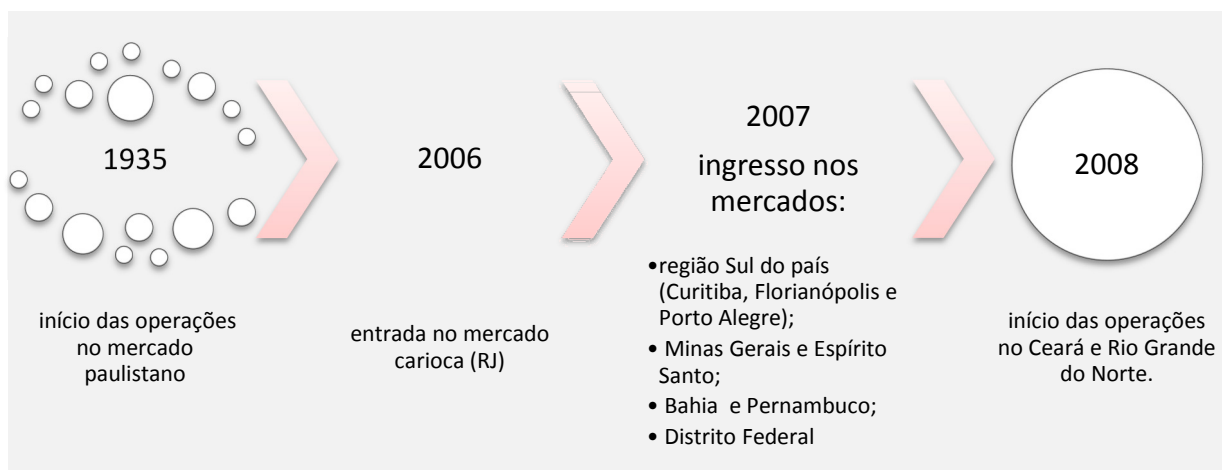 1935
início das operações
no mercado
paulistano
2006
entrada no mercado
carioca (RJ)
2007
ingresso nos
mercados:
•região Sul do país
(Curitiba, Florianópolis e
Porto Alegre);
• Minas Gerais e Espírito
Santo;
• Bahia e Pernambuco;
• Distrito Federal
2008
início das operações
no Ceará e Rio Grande
do Norte.